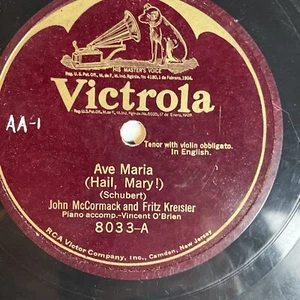 HIS MASTER'S VOICE
Victrola
AA-1
Tenor with violin obbligato.
In English.
Ave Maria
(Hail, Mary!)
(Schubert)
John McCormack and Fritz Kreisler
Piano accomp.-Vincent O'Brien
8033-A
RCA Victor Company, Inc., Camden, New Jersey